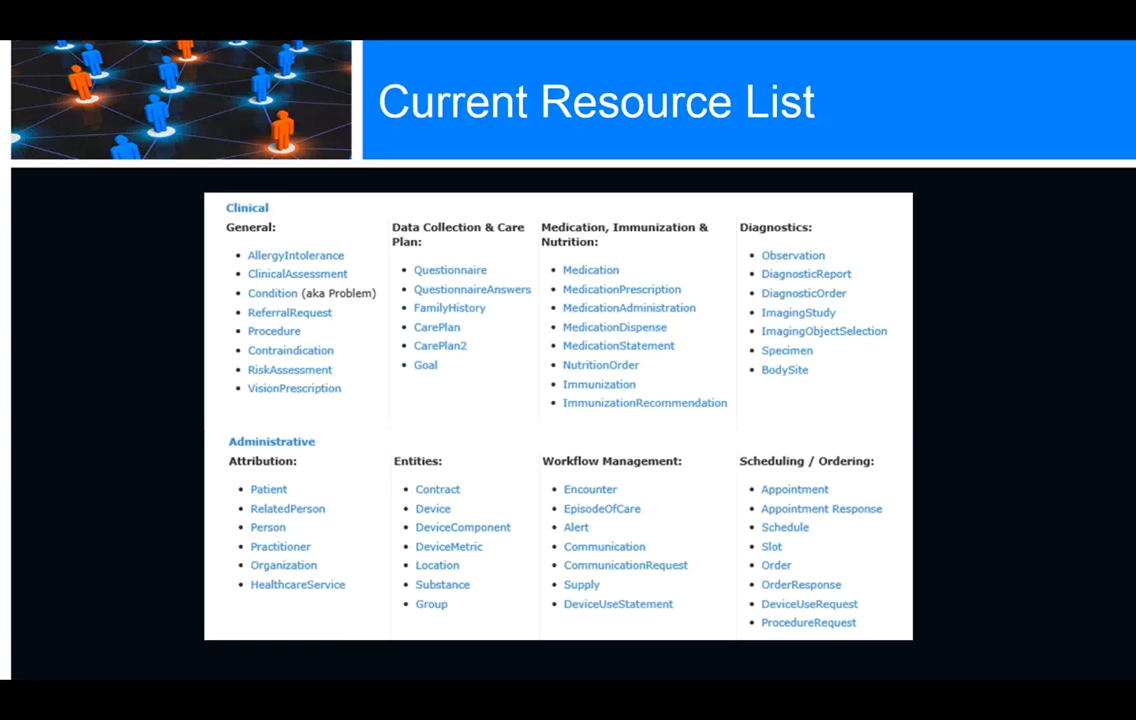 Current Resource List
Clinical
General:
AllergyIntolerance
ClinicalAssessment
Condition (aka Problem)
ReferralRequest
Procedure
Contraindication
RiskAssessment
VisionPrescription
Data Collection & Care
Plan:
Questionnaire
QuestionnaireAnswers
FamilyHistory
CarePlan
CarePlan2
Goal
Medication, Immunization &
Nutrition:
Medication
MedicationPrescription
MedicationAdministration
MedicationDispense
MedicationStatement
NutritionOrder
Immunization
ImmunizationRecommendation
Diagnostics:
Observation
DiagnosticReport
DiagnosticOrder
ImagingStudy
ImagingObjectSelection
Specimen
BodySite
Administrative
Attribution:
Patient
RelatedPerson
Person
Practitioner
Organization
HealthcareService
Entities:
Contract
Device
DeviceComponent
DeviceMetric
Location
Substance
Group
Workflow Management:
Encounter
EpisodeOfCare
Alert
Communication
CommunicationRequest
Supply
DeviceUseStatement
Scheduling / Ordering:
Appointment
Appointment Response
Schedule
Slot
Order
OrderResponse
DeviceUseRequest
ProcedureRequest